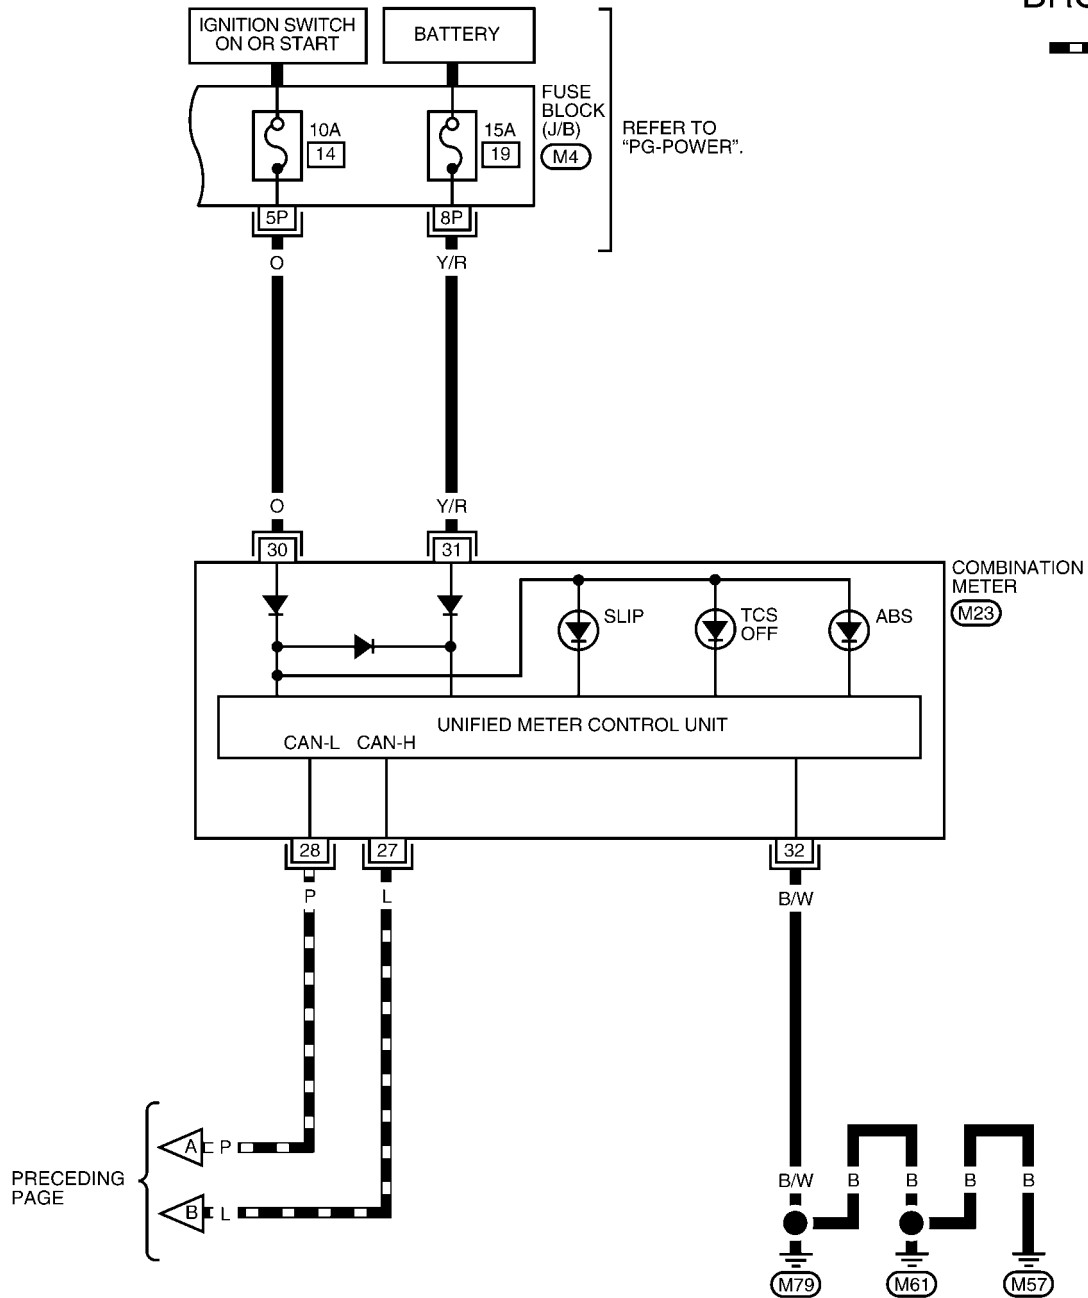 IGNITION SWITCH
ON OR START
BATTERY
FUSE
BLOCK
(J/B)
M4
REFER TO
"PG-POWER".
10A
14
15A
19
5P
8P
O
Y/R
O
Y/R
30
31
COMBINATION
METER
M23
SLIP
TCS
OFF
ABS
UNIFIED METER CONTROL UNIT
CAN-L
CAN-H
28
27
32
P
L
B/W
PRECEDING
PAGE
A
P
B
L
B/W
B
B
B
B
M79
M61
M57